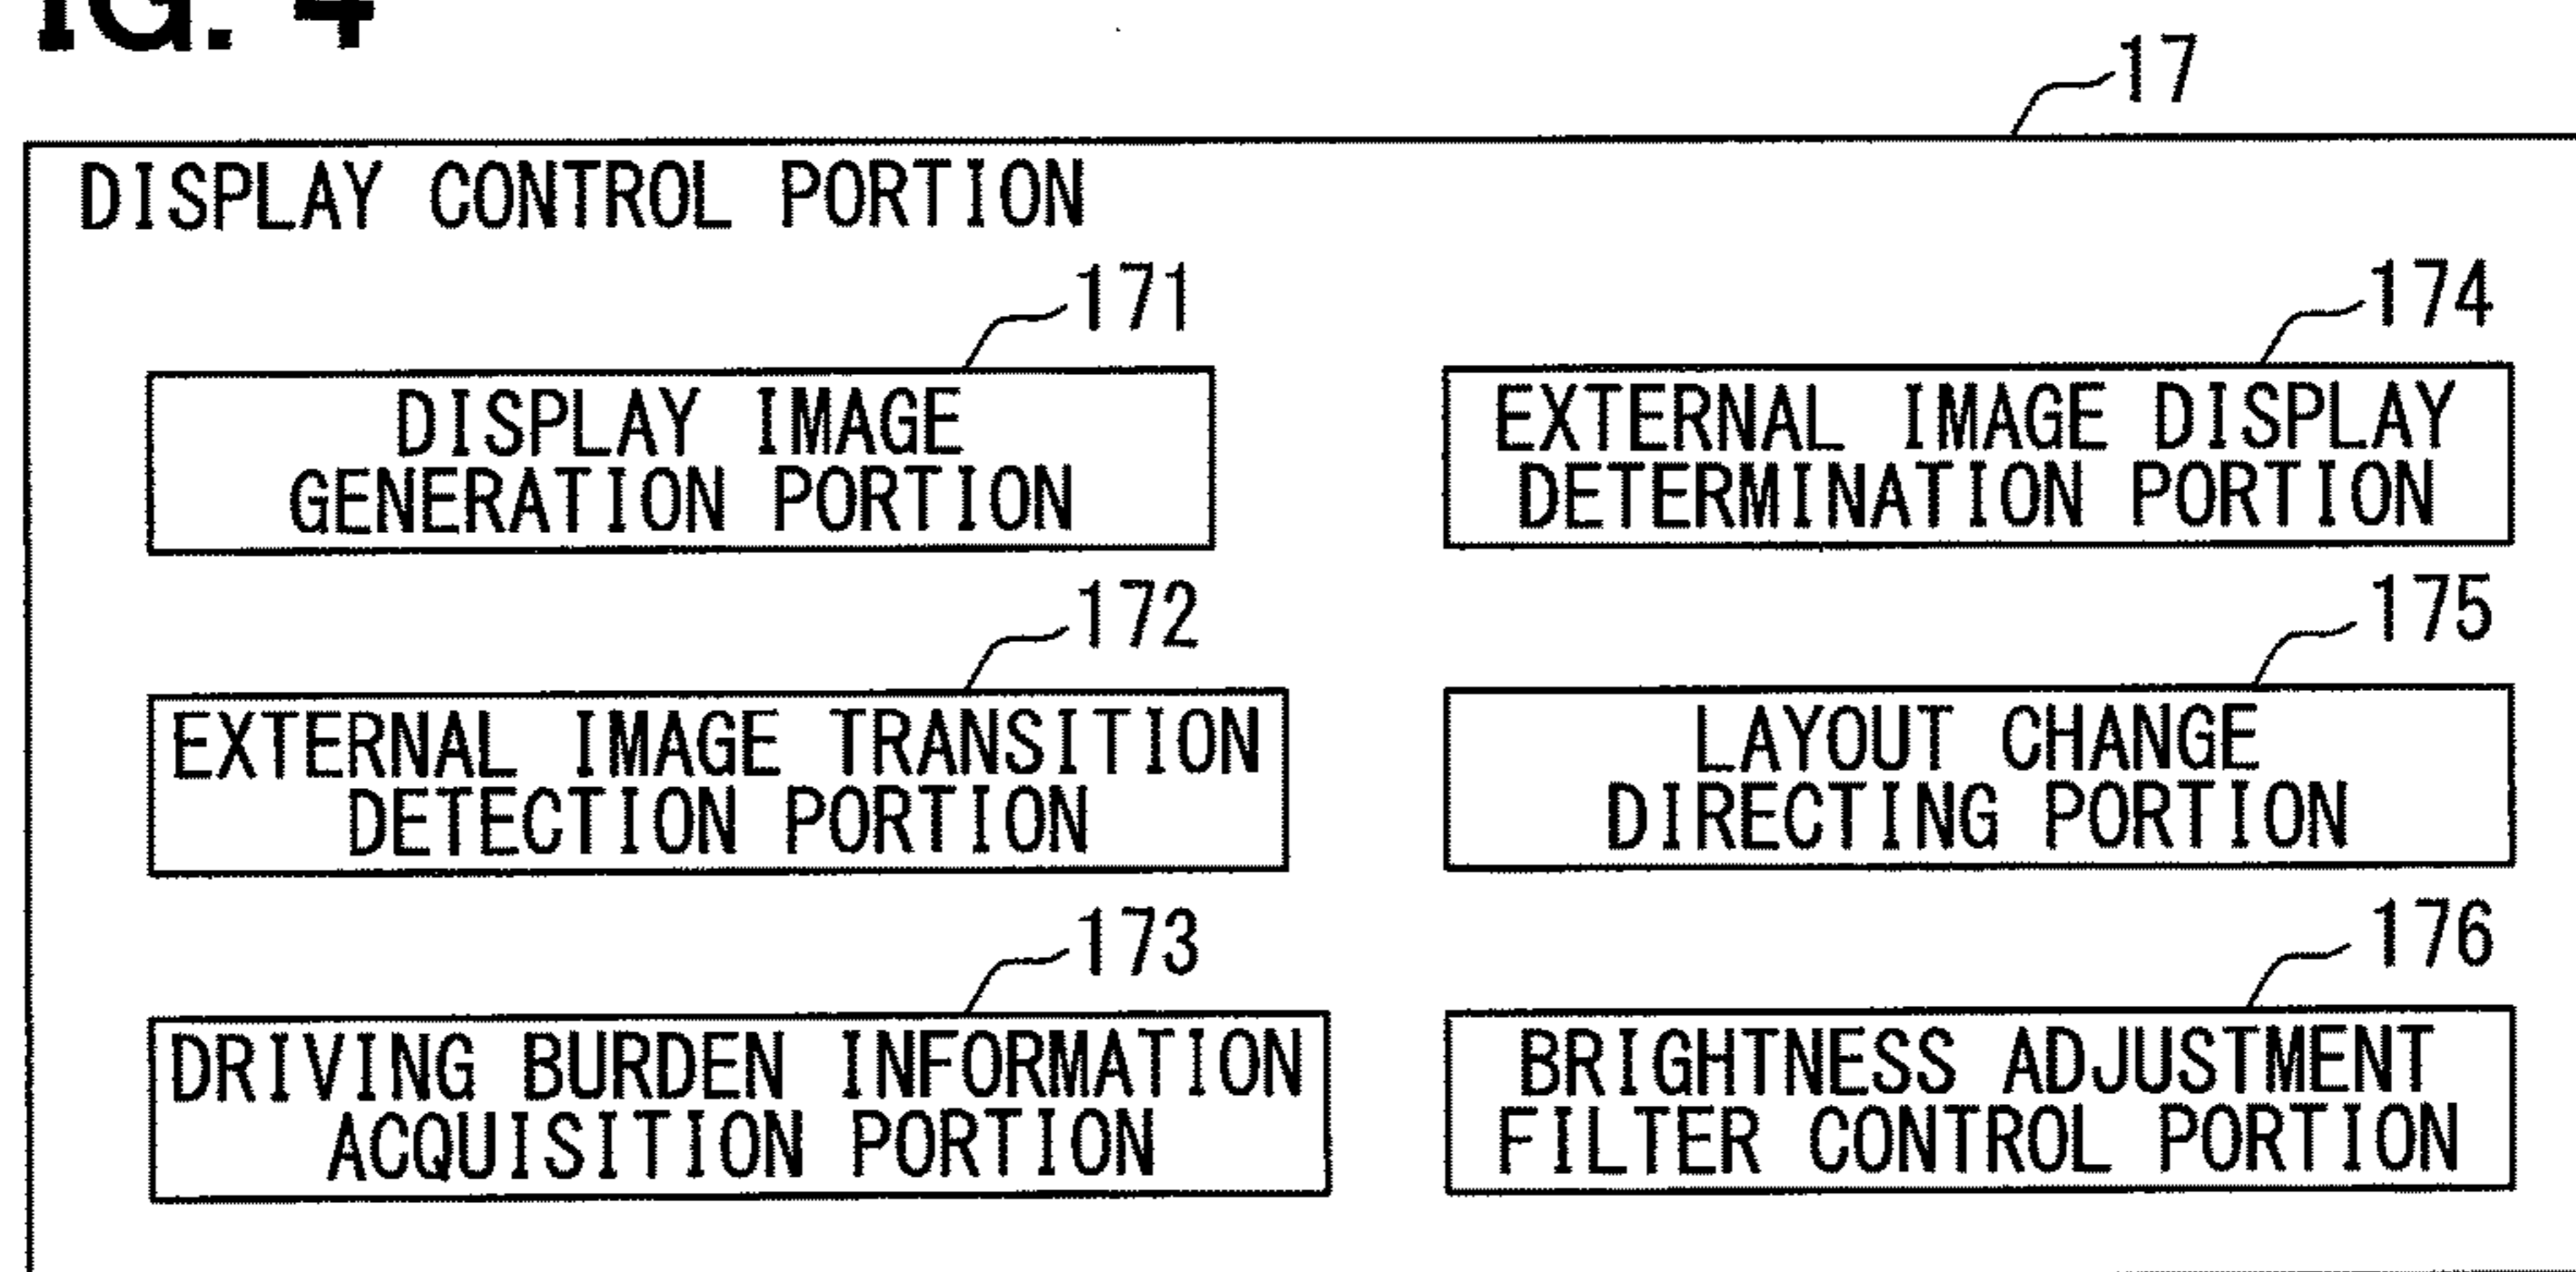 IG. 4
17
DISPLAY CONTROL PORTION
171
DISPLAY IMAGE
GENERATION PORTION
174
EXTERNAL IMAGE DISPLAY
DETERMINATION PORTION
172
EXTERNAL IMAGE TRANSITION
DETECTION PORTION
175
LAYOUT CHANGE
DIRECTING PORTION
173
DRIVING BURDEN INFORMATION
ACQUISITION PORTION
176
BRIGHTNESS ADJUSTMENT
FILTER CONTROL PORTION